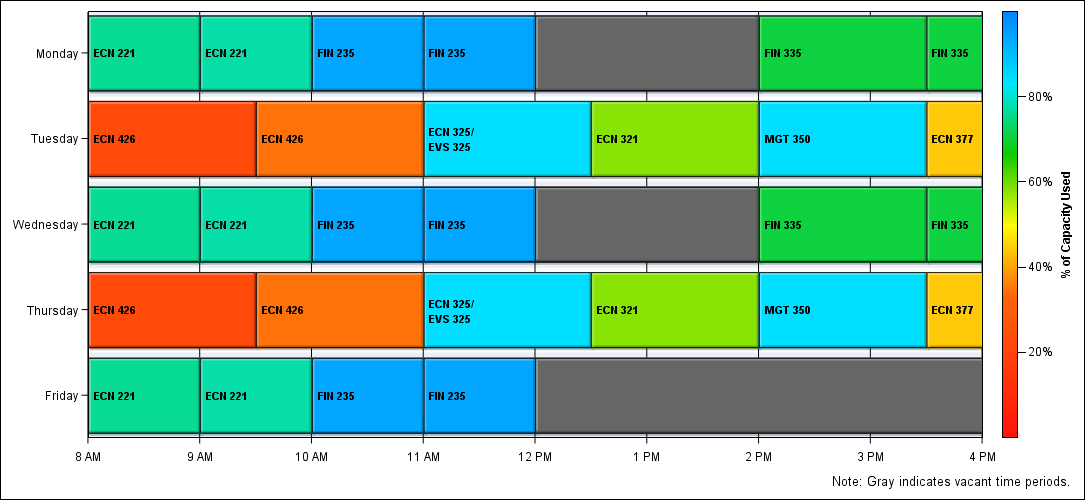 Monday
ECN 221
ECN 221
FIN 235
FIN 235
FIN 335
FIN 335
Tuesday
ECN 426
ECN 426
ECN 325/
EVS 325
ECN 321
MGT 350
ECN 377
Wednesday
ECN 221
ECN 221
FIN 235
FIN 235
FIN 335
FIN 335
Thursday
ECN 426
ECN 426
ECN 325/
EVS 325
ECN 321
MGT 350
ECN 377
Friday
ECN 221
ECN 221
FIN 235
FIN 235
8 AM
9 AM
10 AM
11 AM
12 PM
1 PM
2 PM
3 PM
4 PM
80%
60%
40%
20%
% of Capacity Used
Note: Gray indicates vacant time periods.